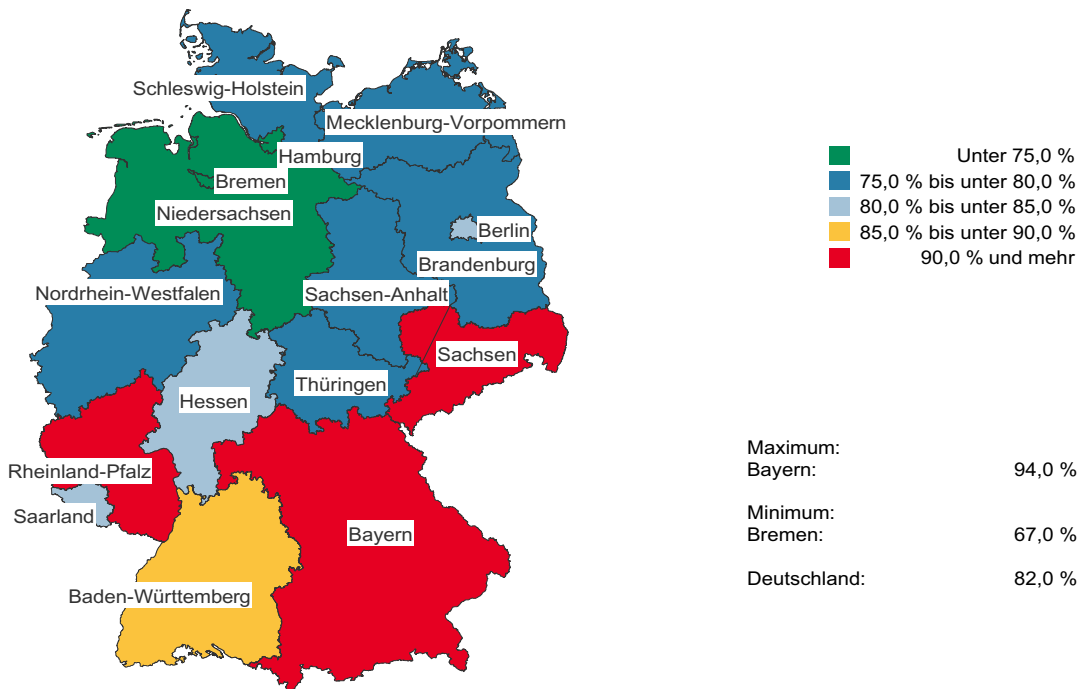 Schleswig-Holstein
Mecklenburg-Vorpommern
Hamburg
Bremen
Niedersachsen
Berlin
Brandenburg
Nordrhein-Westfalen
Sachsen-Anhalt
Sachsen
Thüringen
Hessen
Rheinland-Pfalz
Saarland
Bayern
Baden-Württemberg
Unter 75,0 %
75,0 % bis unter 80,0 %
80,0 % bis unter 85,0 %
85,0 % bis unter 90,0 %
90,0 % und mehr
Maximum:
Bayern: 94,0 %
Minimum:
Bremen: 67,0 %
Deutschland: 82,0 %